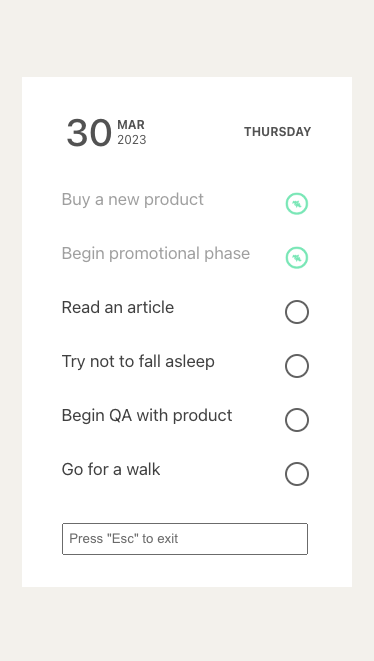 30 MAR
2023
THURSDAY
Buy a new product
Begin promotional phase
Read an article
Try not to fall asleep
Begin QA with product
Go for a walk
Press "Esc" to exit